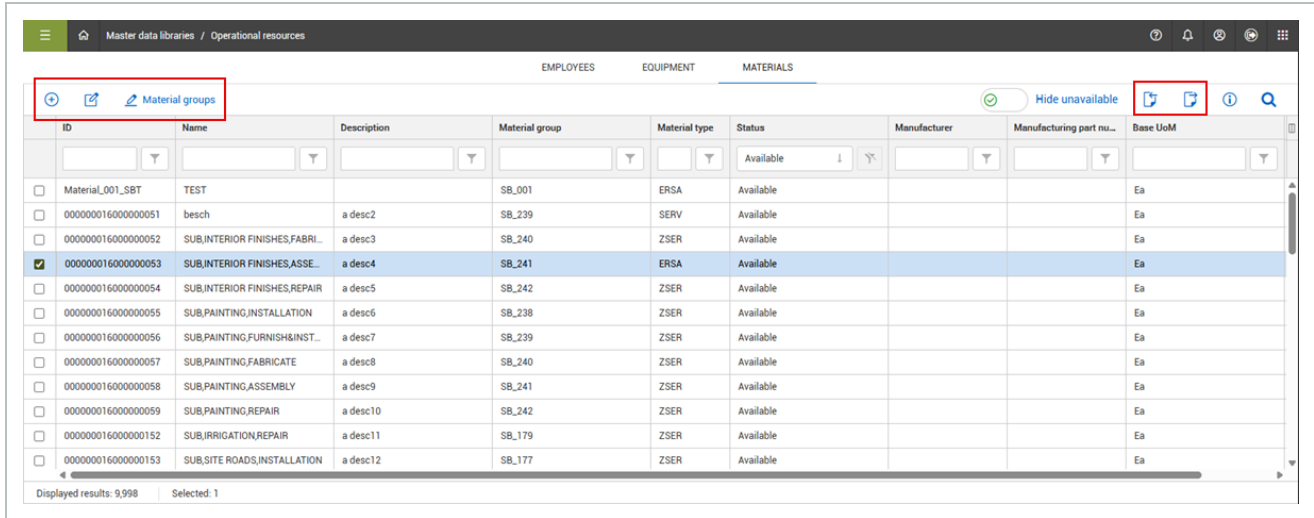 Master data libraries / Operational resources
EMPLOYEES EQUIPMENT MATERIALS
Material groups Hide unavailable
ID Name Description Material group Material type Status Manufacturer Manufacturing part nu... Base UoM
Available
Material_001_SBT TEST SB_001 ERSA Available Ea
000000016000000051 besch a desc2 SB_239 SERV Available Ea
000000016000000052 SUB,INTERIOR FINISHES,FABRI... a desc3 SB_240 ZSER Available Ea
000000016000000053 SUB,INTERIOR FINISHES,ASSE... a desc4 SB_241 ERSA Available Ea
000000016000000054 SUB,INTERIOR FINISHES,REPAIR a desc5 SB_242 ZSER Available Ea
000000016000000055 SUB,PAINTING,INSTALLATION a desc6 SB_238 ZSER Available Ea
000000016000000056 SUB,PAINTING,FURNISH&INST... a desc7 SB_239 ZSER Available Ea
000000016000000057 SUB,PAINTING,FABRICATE a desc8 SB_240 ZSER Available Ea
000000016000000058 SUB,PAINTING,ASSEMBLY a desc9 SB_241 ZSER Available Ea
000000016000000059 SUB,PAINTING,REPAIR a desc10 SB_242 ZSER Available Ea
000000016000000152 SUB,IRRIGATION,REPAIR a desc11 SB_179 ZSER Available Ea
000000016000000153 SUB,SITE ROADS,INSTALLATION a desc12 SB_177 ZSER Available Ea
Displayed results: 9,998 Selected: 1